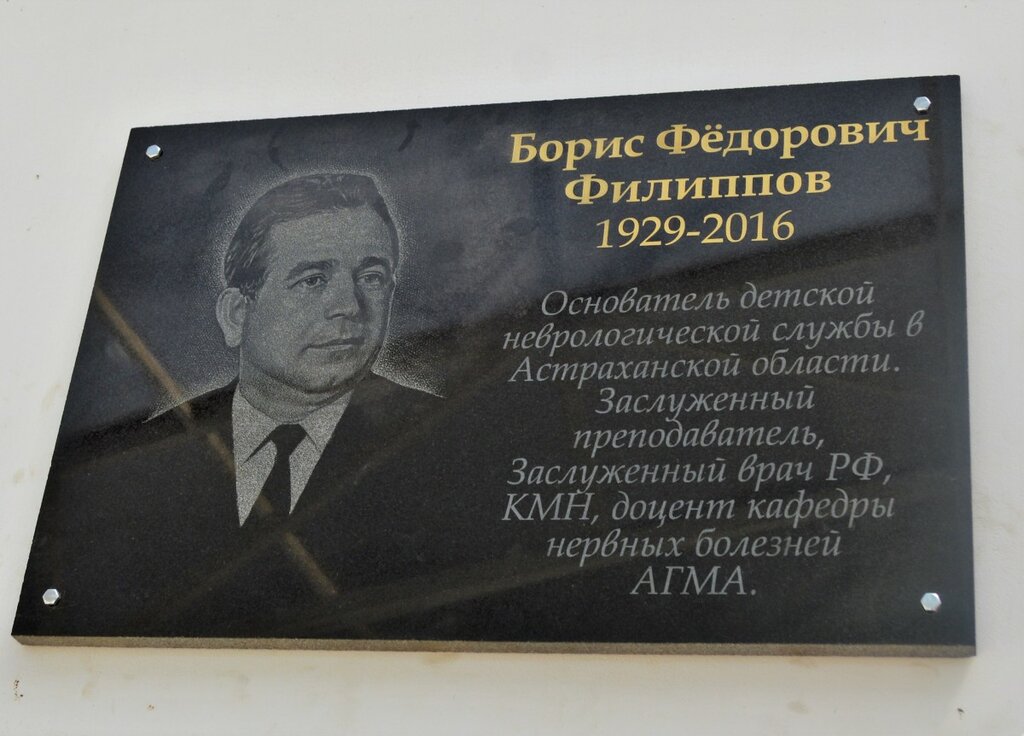 Борис Фёдорович
Филиппов
1929-2016
Основатель детской
неврологической службы в
Астраханской области.
Заслуженный
преподаватель,
Заслуженный врач РФ,
КМН, доцент кафедры
нервных болезней
АГМА.